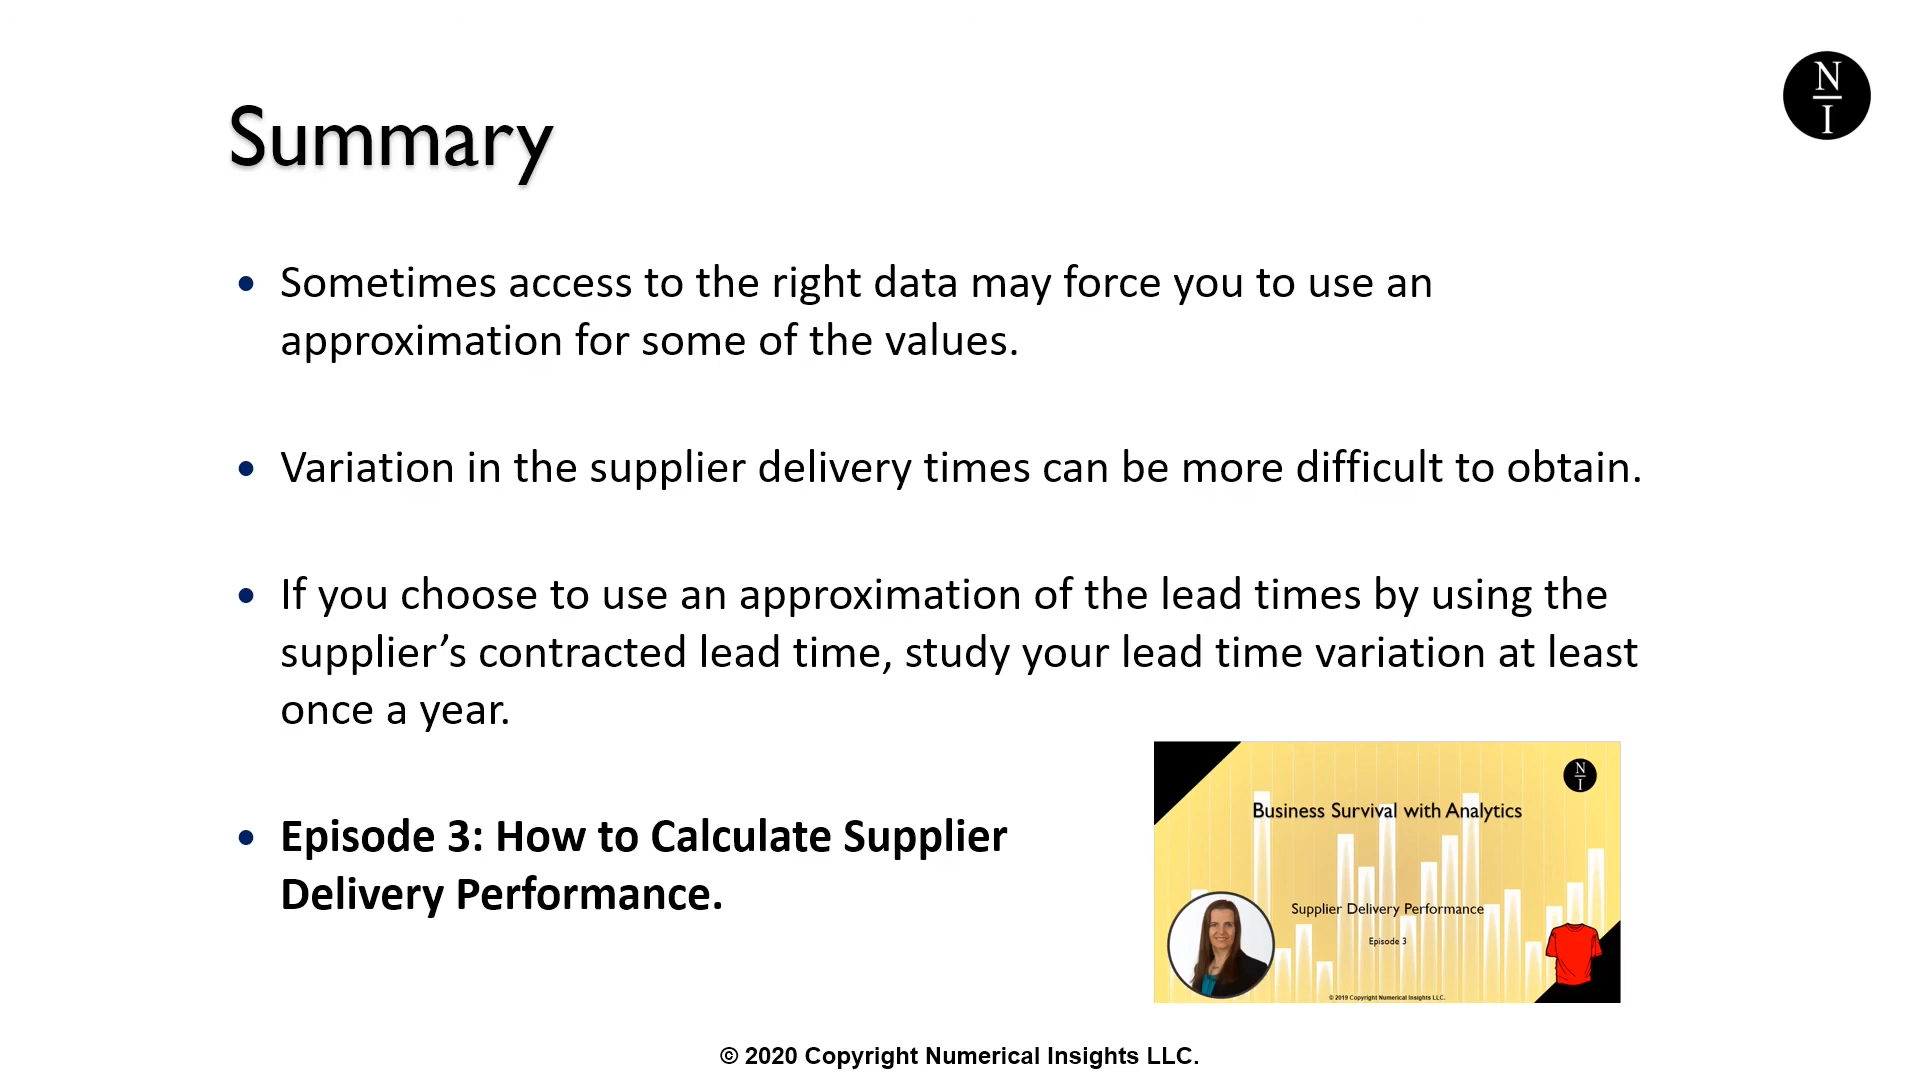 N
I
Summary
• Sometimes access to the right data may force you to use an
approximation for some of the values.
• Variation in the supplier delivery times can be more difficult to obtain.
• If you choose to use an approximation of the lead times by using the
supplier’s contracted lead time, study your lead time variation at least
once a year.
• Episode 3: How to Calculate Supplier
Delivery Performance.
N
I
Business Survival with Analytics
Supplier Delivery Performance
Episode 3
© 2019 Copyright Numerical Insights LLC.
© 2020 Copyright Numerical Insights LLC.